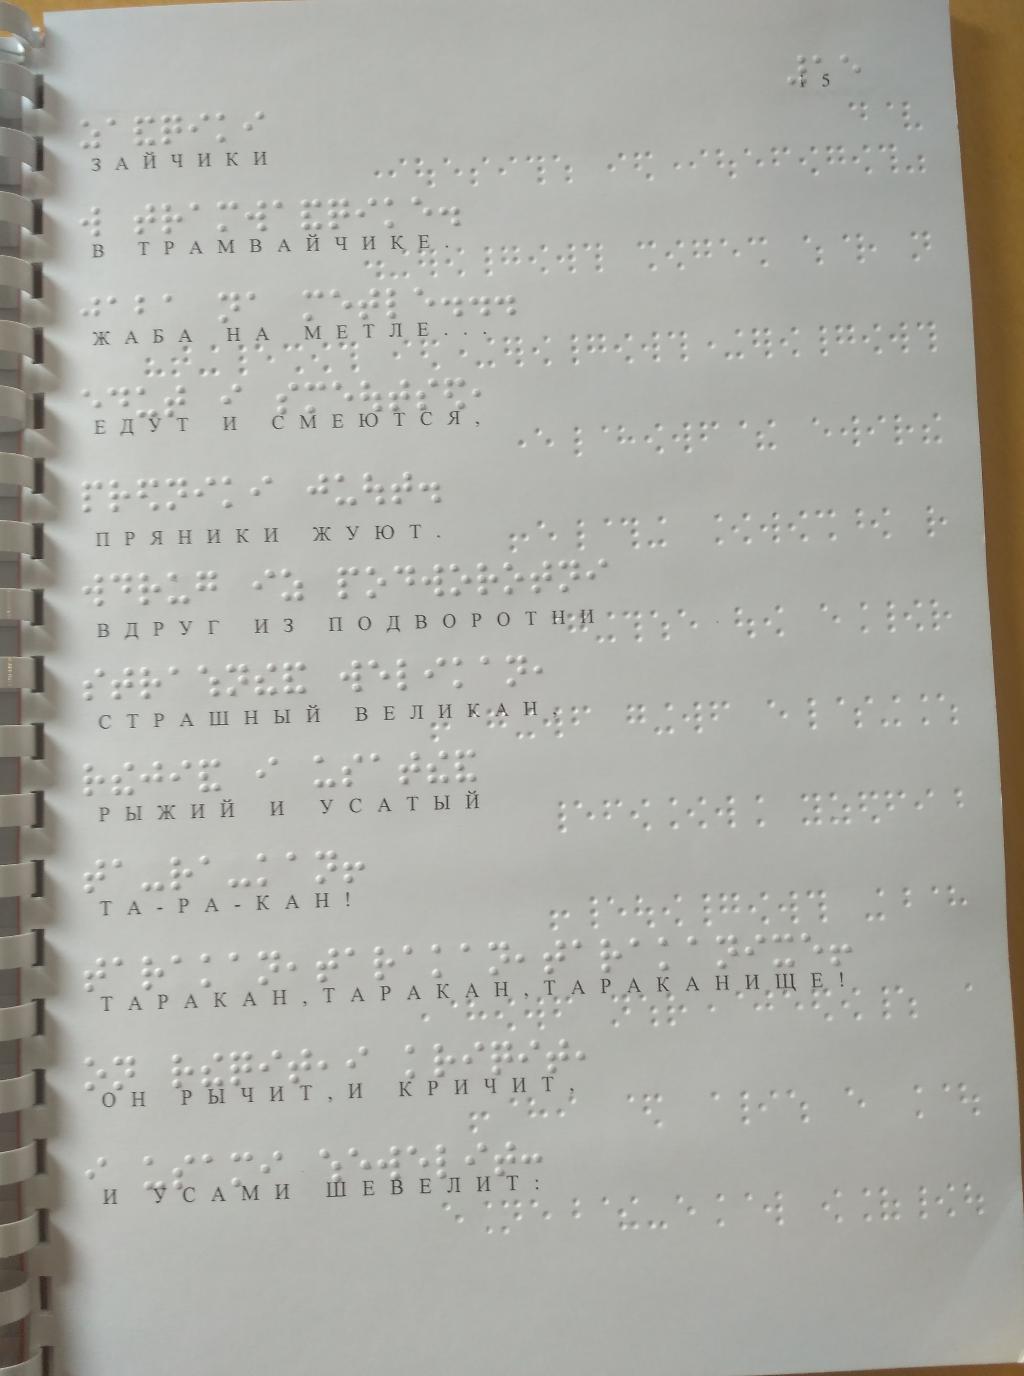 15
ЗАЙЧИКИ
В ТРАМВАЙЧИКЕ.
ЖАБА НА МЕТЛЕ...
ЕДУТ И СМЕЮТСЯ,
ПРЯНИКИ ЖУЮТ.
ВДРУГ ИЗ ПОДВОРОТНИ
СТРАШНЫЙ ВЕЛИКАН,
РЫЖИЙ И УСАТЫЙ
ТА-РА-КАН!
ТАРАКАН,ТАРАКАН,ТАРАКАНИЩЕ!
ОН РЫЧИТ,И КРИЧИТ,
И УСАМИ ШЕВЕЛИТ: